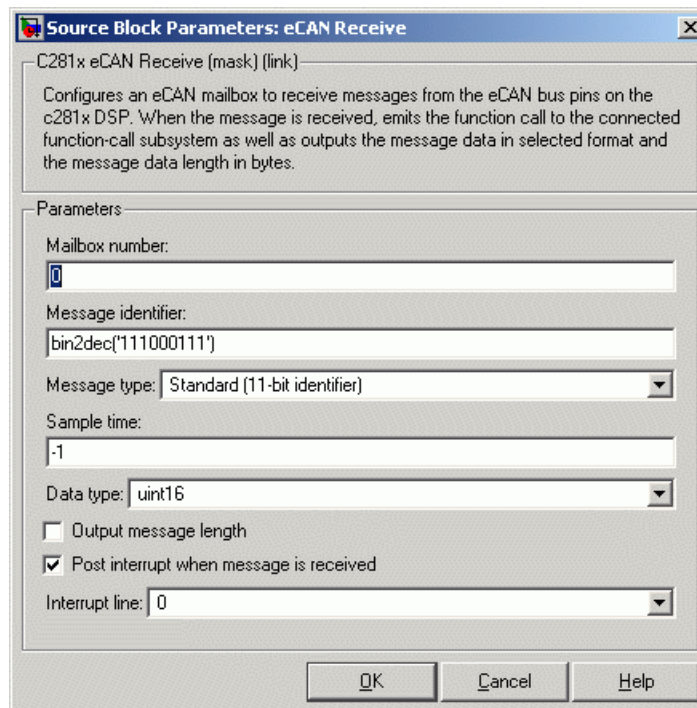 Source Block Parameters: eCAN Receive
C281x eCAN Receive (mask) (link)
Configures an eCAN mailbox to receive messages from the eCAN bus pins on the
c281x DSP. When the message is received, emits the function call to the connected
function-call subsystem as well as outputs the message data in selected format and
the message data length in bytes.
Parameters
Mailbox number:
0
Message identifier:
bin2dec('111000111')
Message type: Standard (11-bit identifier)
Sample time:
-1
Data type: uint16
Output message length
Post interrupt when message is received
Interrupt line: 0
OK Cancel Help